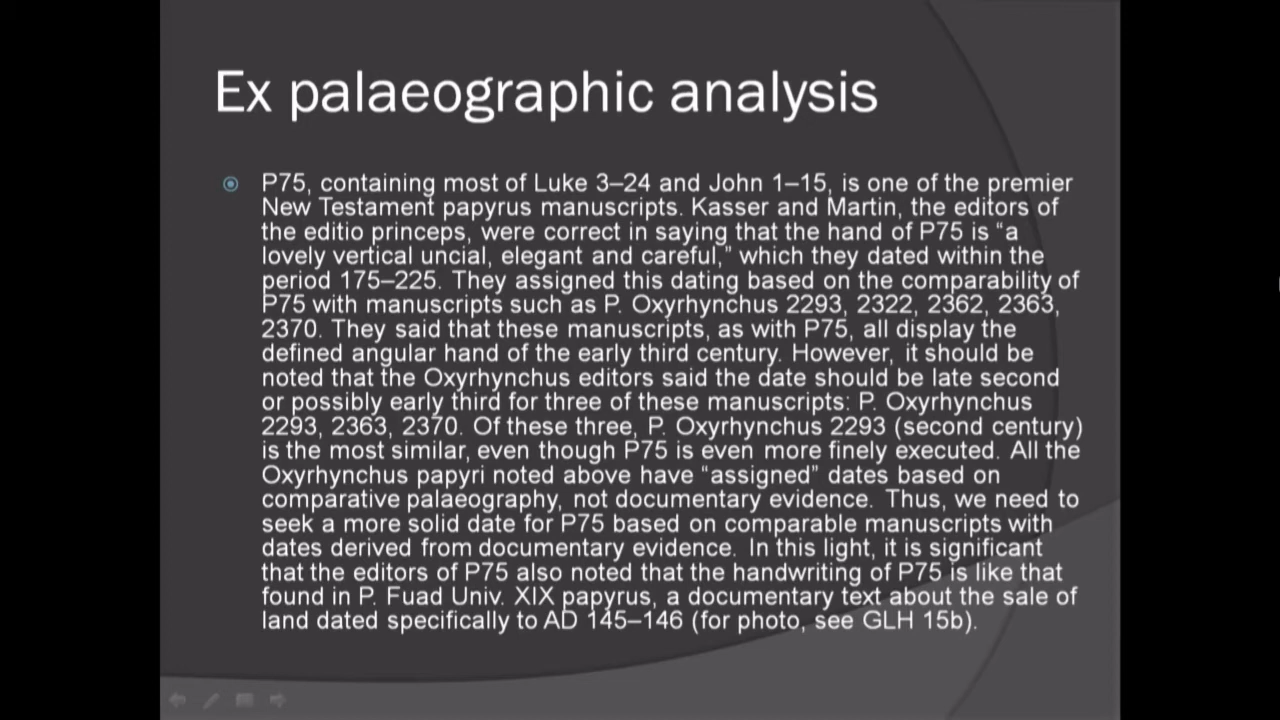 Ex palaeographic analysis
P75, containing most of Luke 3–24 and John 1–15, is one of the premier
New Testament papyrus manuscripts. Kasser and Martin, the editors of
the editio princeps, were correct in saying that the hand of P75 is “a
lovely vertical uncial, elegant and careful,” which they dated within the
period 175–225. They assigned this dating based on the comparability of
P75 with manuscripts such as P. Oxyrhynchus 2293, 2322, 2362, 2363,
2370. They said that these manuscripts, as with P75, all display the
defined angular hand of the early third century. However, it should be
noted that the Oxyrhynchus editors said the date should be late second
or possibly early third for three of these manuscripts: P. Oxyrhynchus
2293, 2363, 2370. Of these three, P. Oxyrhynchus 2293 (second century)
is the most similar, even though P75 is even more finely executed. All the
Oxyrhynchus papyri noted above have “assigned” dates based on
comparative palaeography, not documentary evidence. Thus, we need to
seek a more solid date for P75 based on comparable manuscripts with
dates derived from documentary evidence. In this light, it is significant
that the editors of P75 also noted that the handwriting of P75 is like that
found in P. Fuad Univ. XIX papyrus, a documentary text about the sale of
land dated specifically to AD 145–146 (for photo, see GLH 15b).